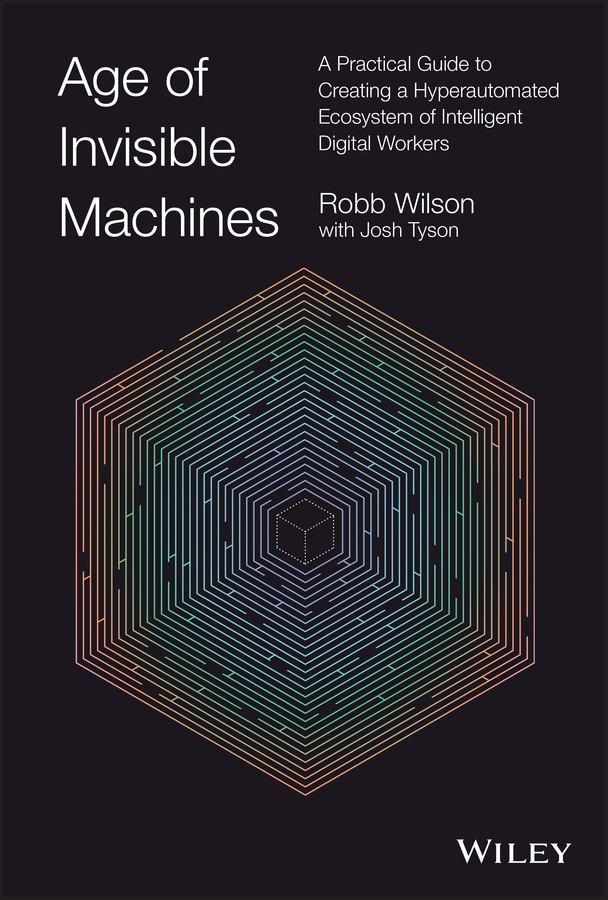 Age of
Invisible
Machines
A Practical Guide to
Creating a Hyperautomated
Ecosystem of Intelligent
Digital Workers
Robb Wilson
with Josh Tyson
WILEY